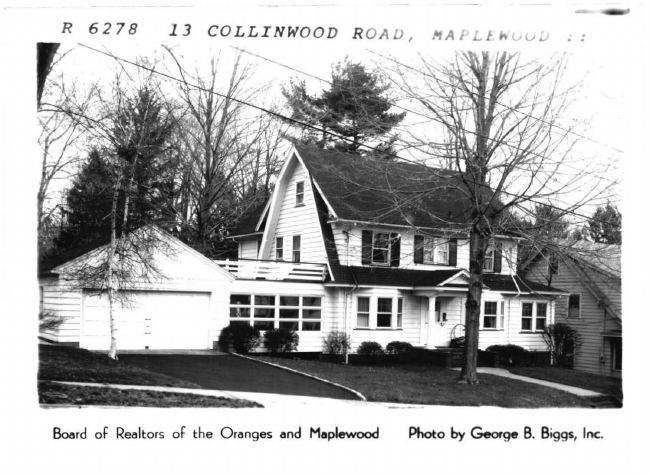 R 6278 13 COLLINWOOD ROAD, MAPLEWOOD
Board of Realtors of the Oranges and Maplewood Photo by George B. Biggs, Inc.